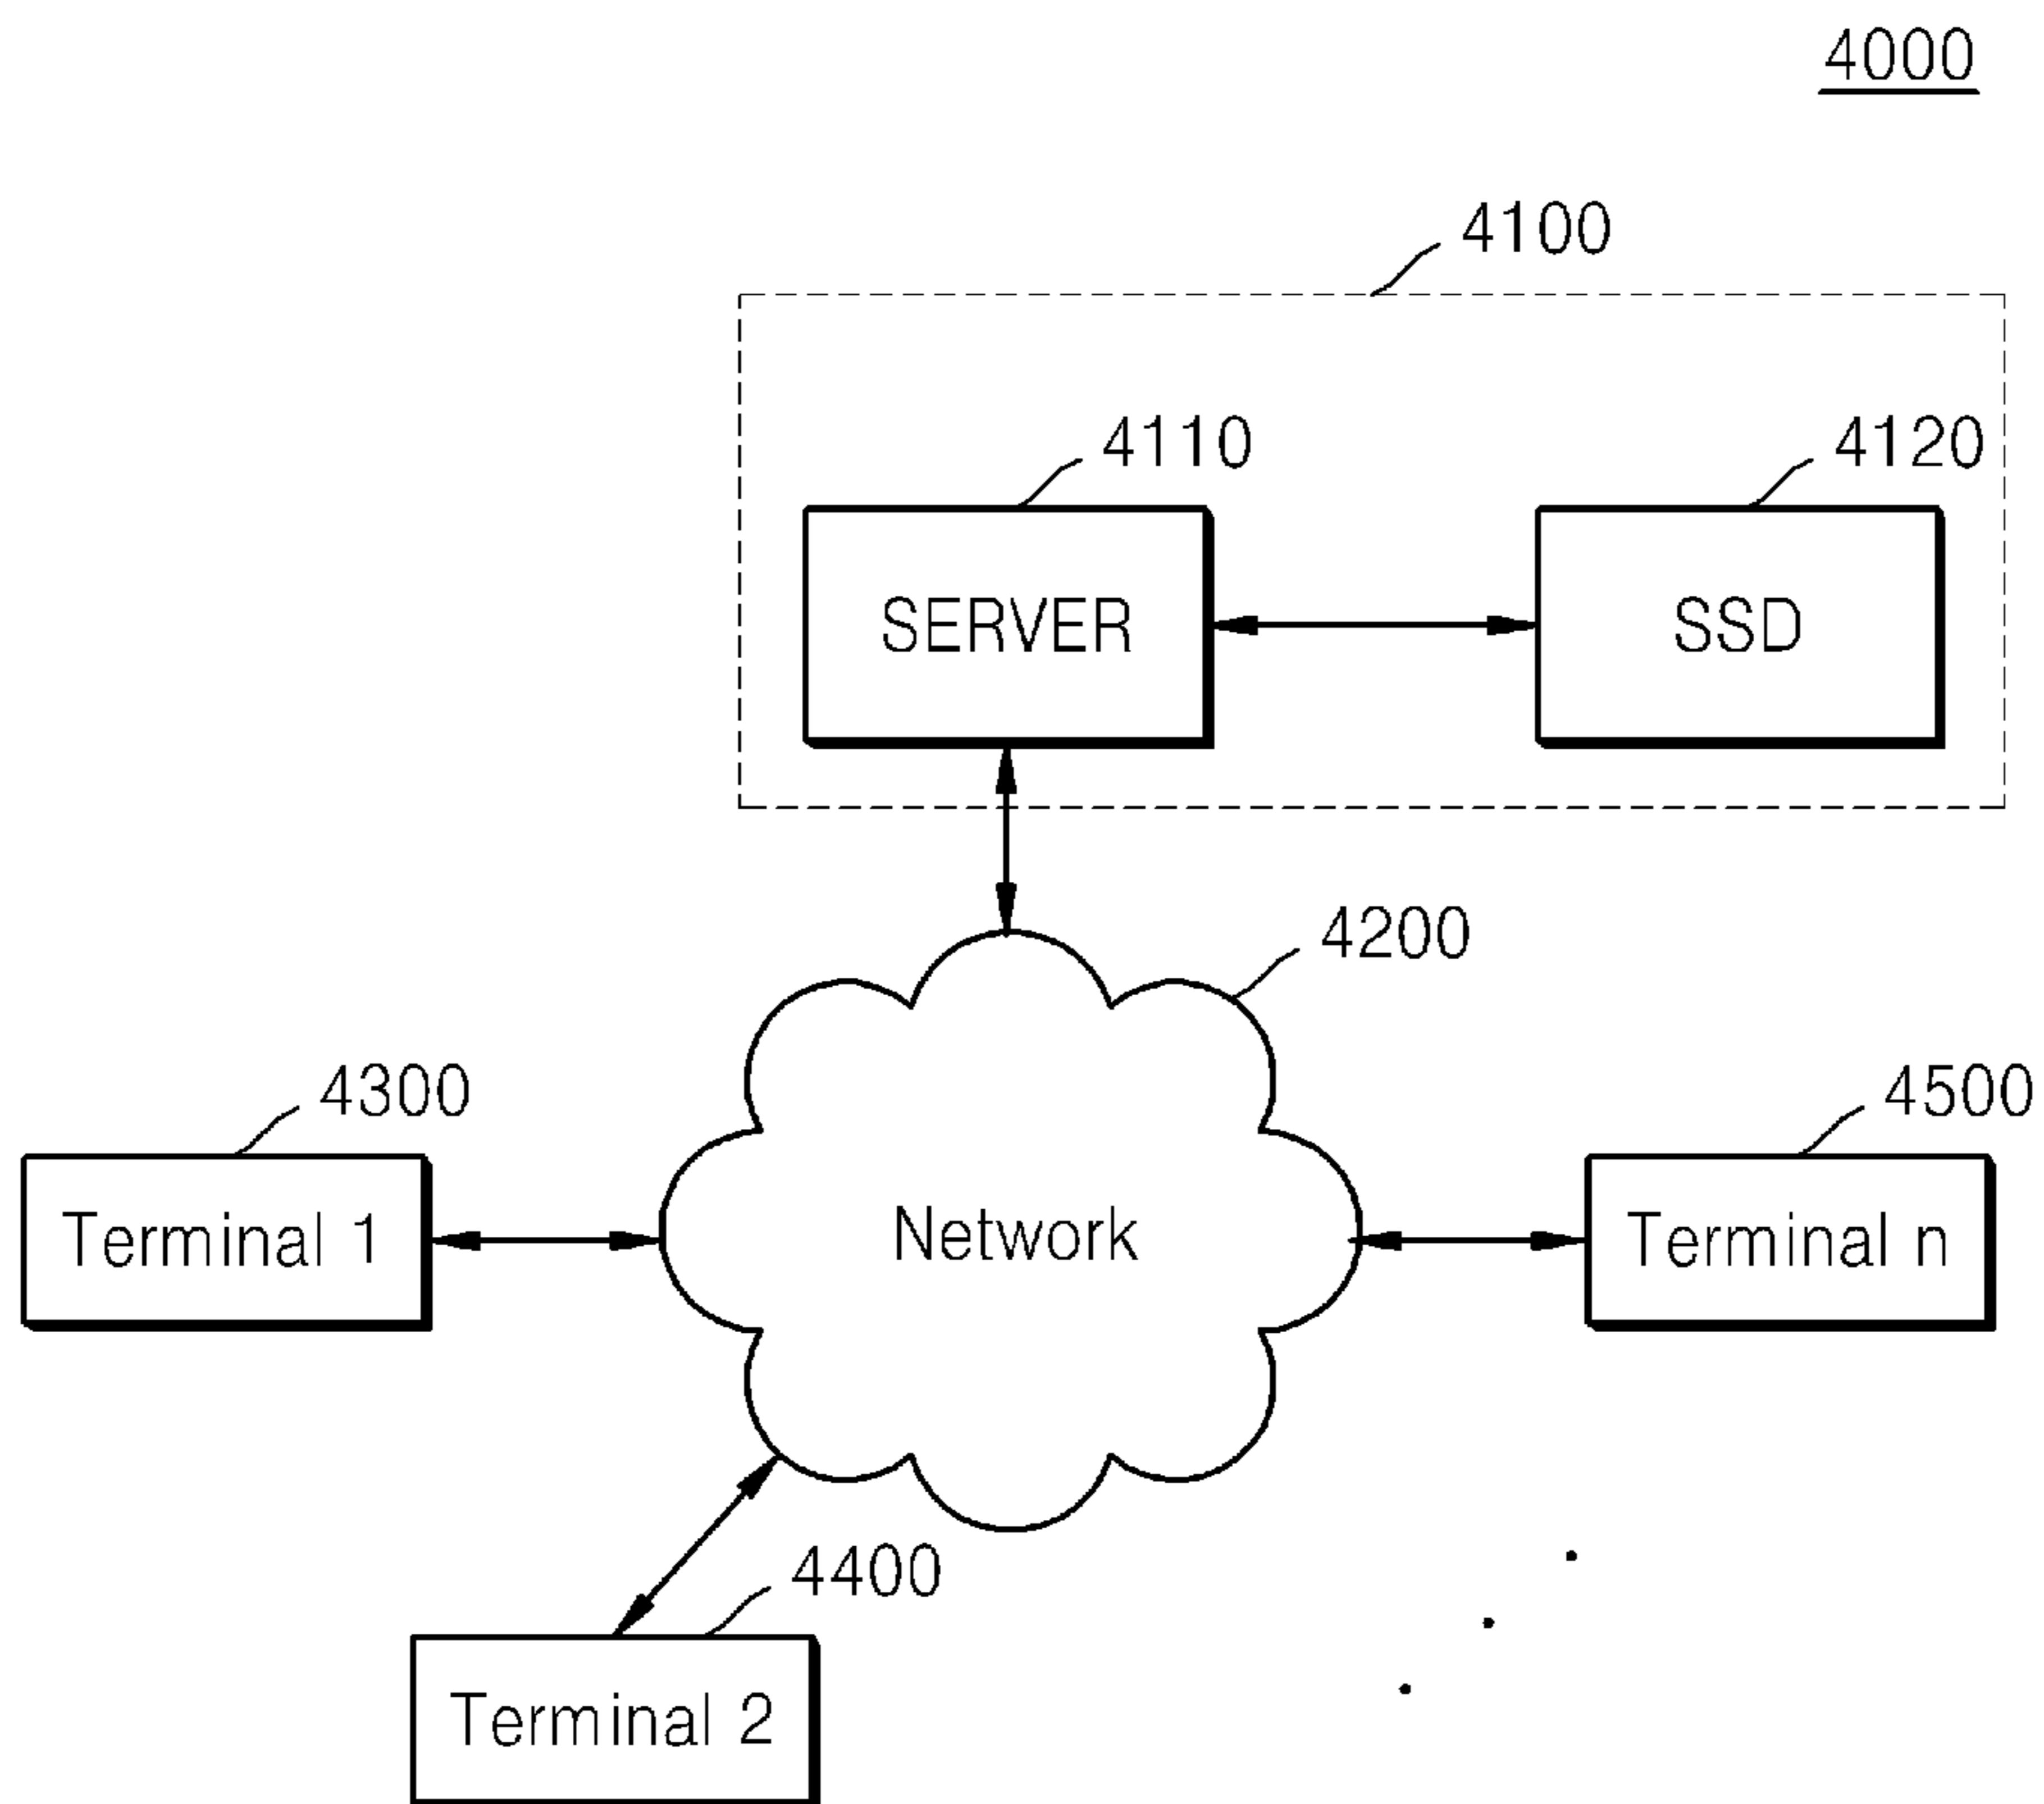 4000
4100
4110
4120
SERVER
SSD
4200
4300
4500
Terminal 1
Network
Terminal n
4400
Terminal 2